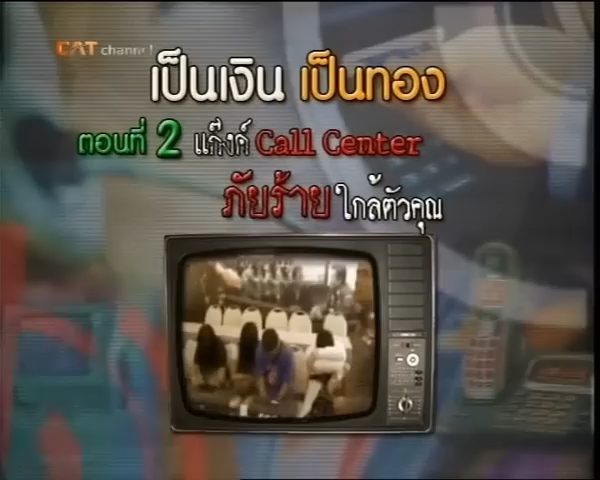 CAT channel
เป็นเงิน เป็นทอง
ตอนที่ 2 แก๊งค์ Call Center
ภัยร้าย ใกล้ตัวคุณ